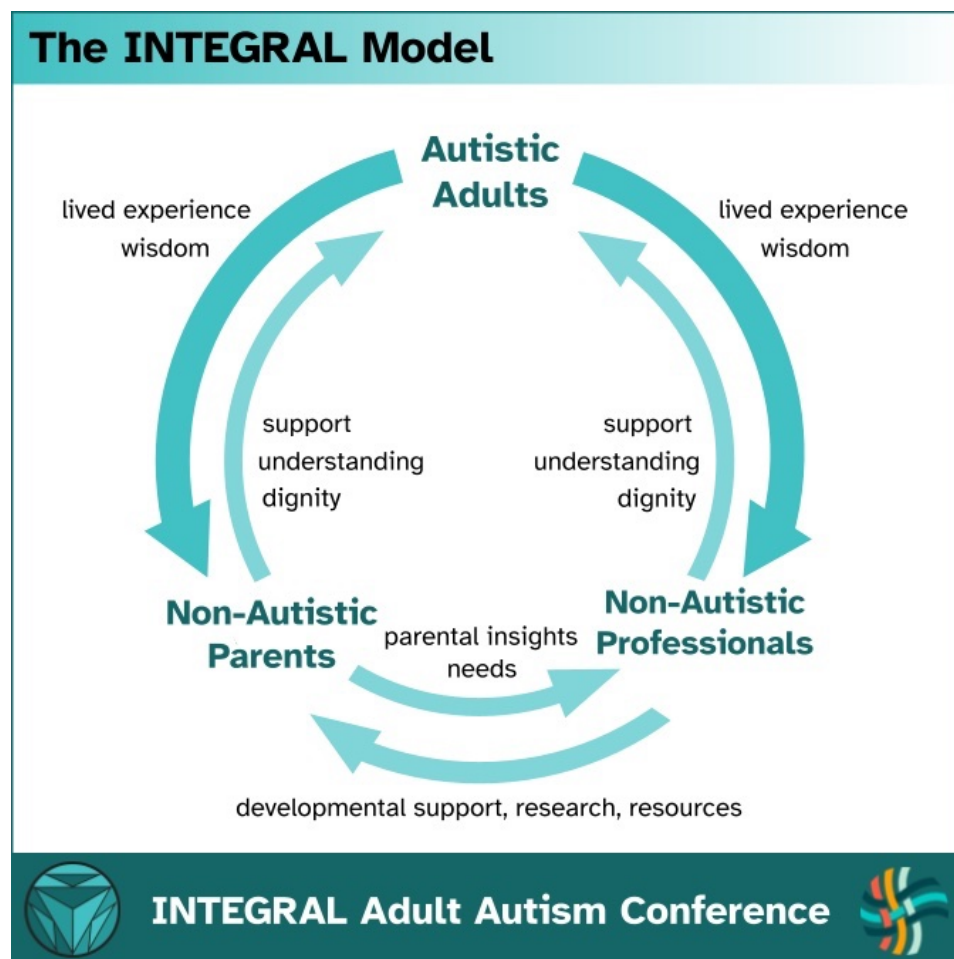 The INTEGRAL Model
Autistic
Adults
lived experience
wisdom
lived experience
wisdom
support
understanding
dignity
support
understanding
dignity
Non-Autistic
Parents
Non-Autistic
Professionals
parental insights
needs
developmental support, research, resources
INTEGRAL Adult Autism Conference